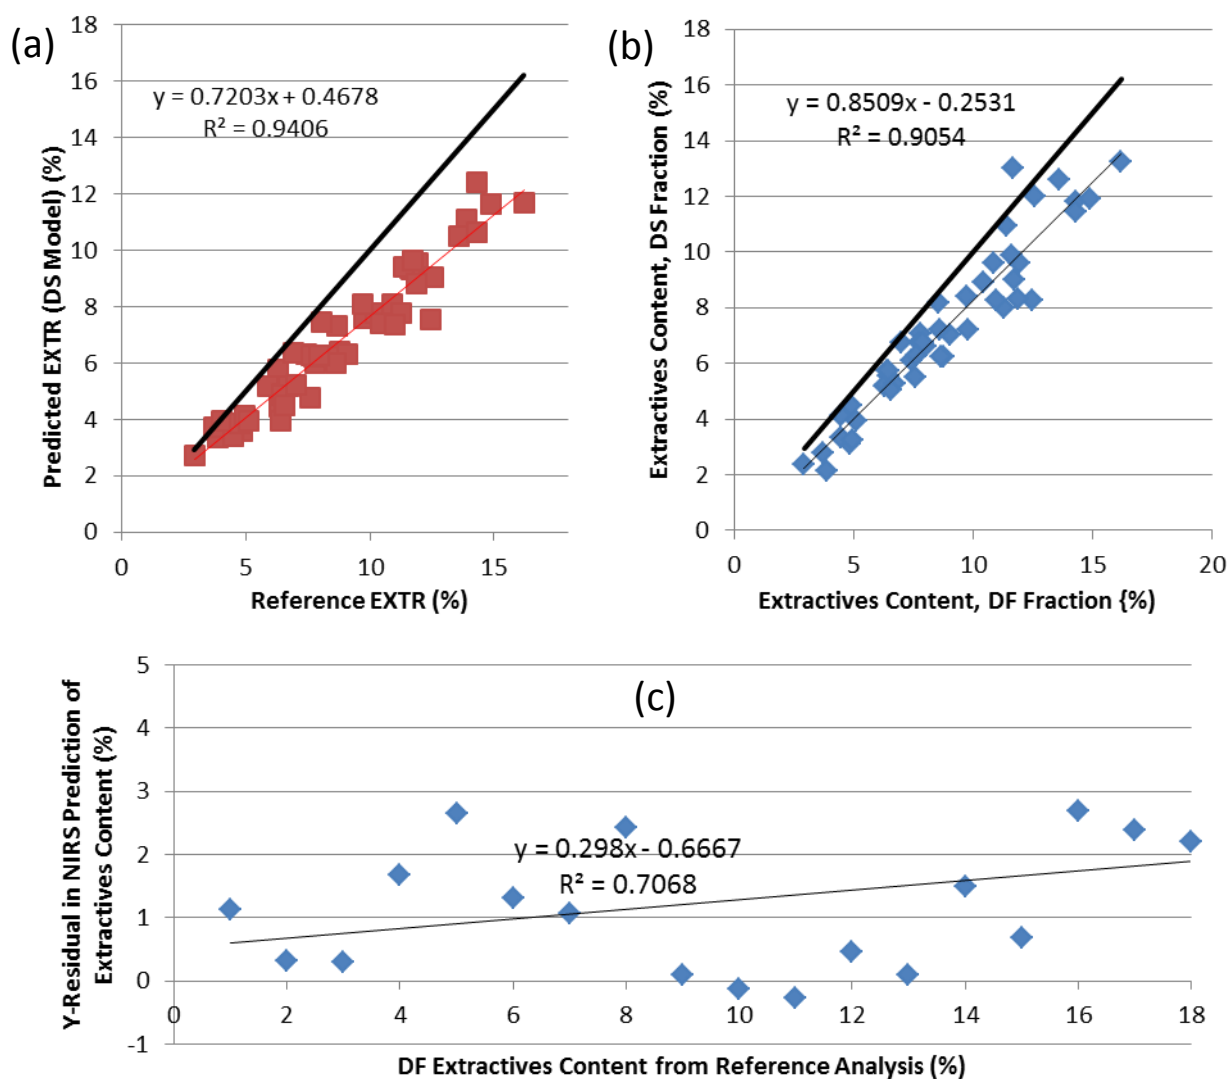 (a)
Predicted EXTR (DS Model) (%)
18
16
14
12
10
8
6
4
2
0
y = 0.7203x + 0.4678
R² = 0.9406
0 5 10 15
Reference EXTR (%)
(b)
Extractives Content, DS Fraction (%)
18
16
14
12
10
8
6
4
2
0
y = 0.8509x - 0.2531
R² = 0.9054
0 5 10 15 20
Extractives Content, DF Fraction {%)
(c)
Y-Residual in NIRS Prediction of
Extractives Content (%)
5
4
3
2
1
0
-1
y = 0.298x - 0.6667
R² = 0.7068
0 2 4 6 8 10 12 14 16 18
DF Extractives Content from Reference Analysis (%)